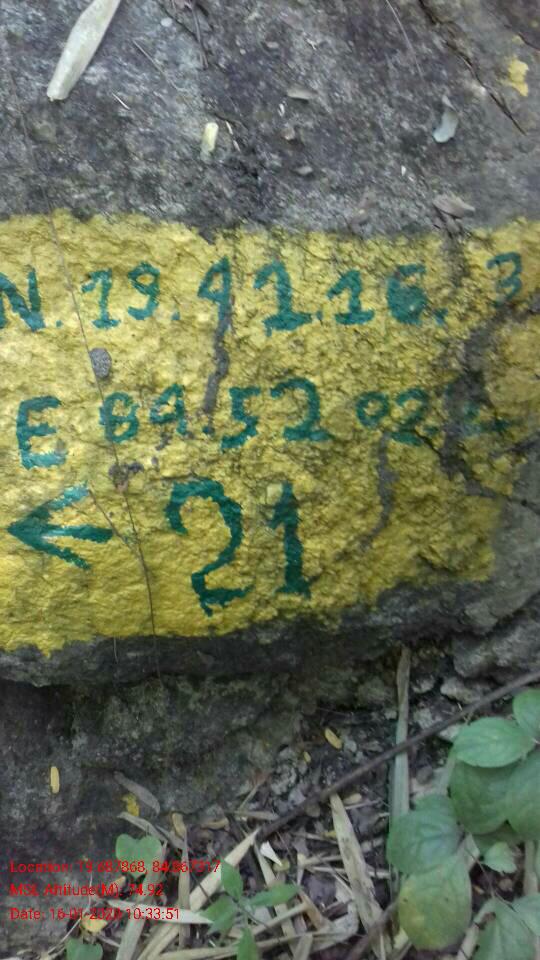 N. 19. 41.16. 3
E 84.52 02.
← 21
Location: 19.687868, 84.867317
MSL Altitude(M): 74.92
Date: 16-01-2020 10:33:51